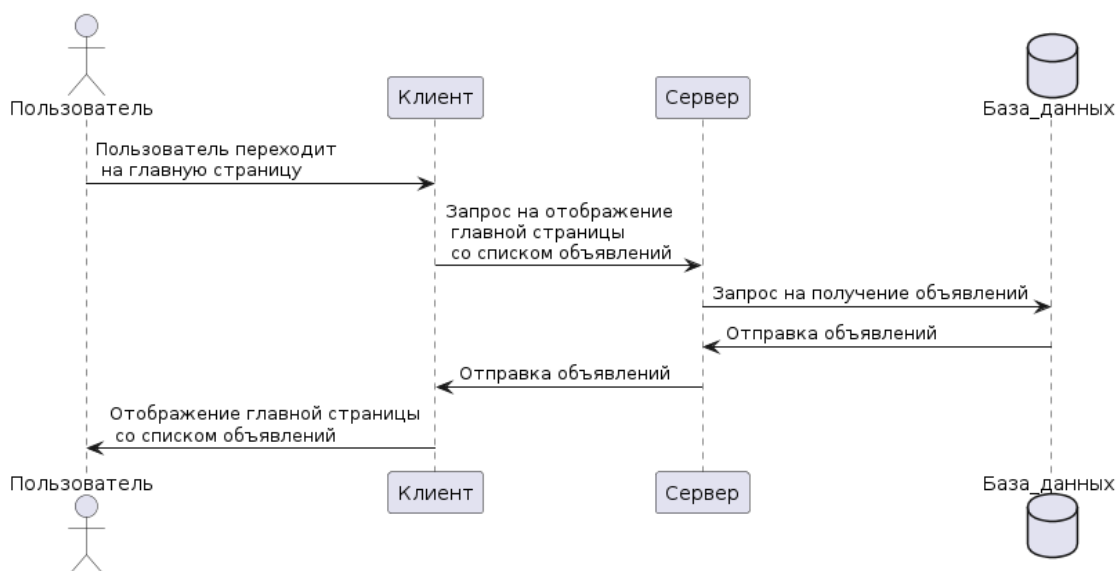 Пользователь
Клиент
Сервер
База_данных
Пользователь переходит
на главную страницу
Запрос на отображение
главной страницы
со списком объявлений
Запрос на получение объявлений
Отправка объявлений
Отправка объявлений
Отображение главной страницы
со списком объявлений
Пользователь
Клиент
Сервер
База_данных